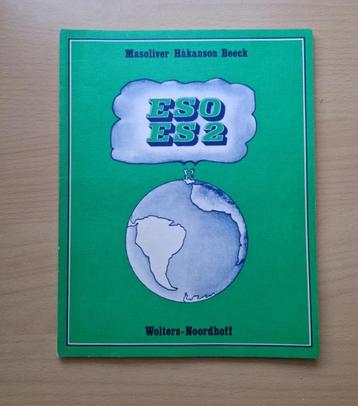 Masoliver / Håkanson Beeck
ESO
ES 2
Wolters-Noordhoff